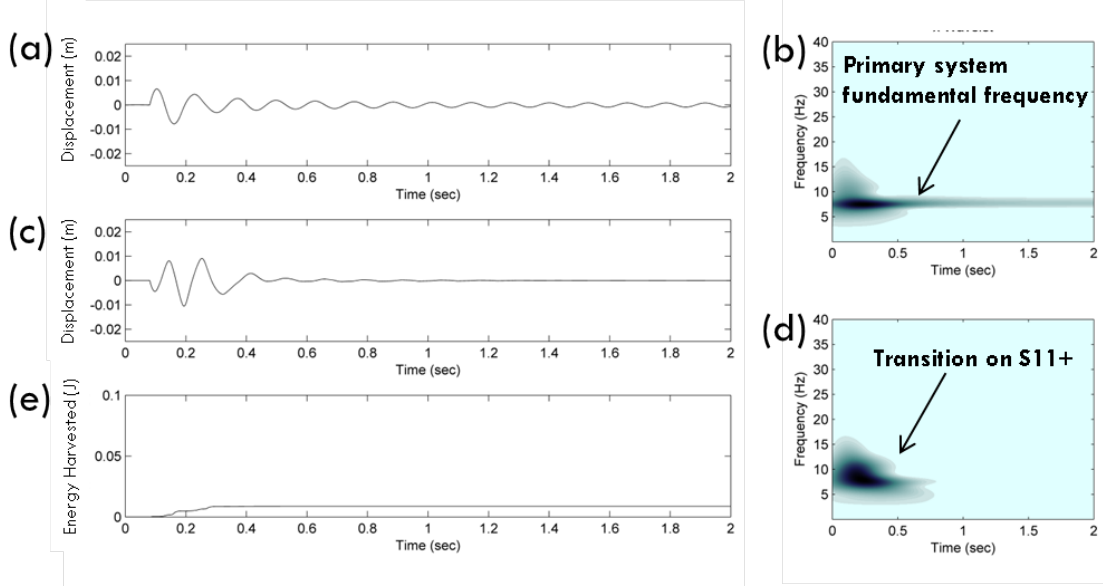 (a)
Displacement (m)
0.02
0.01
0
-0.01
-0.02
0 0.2 0.4 0.6 0.8 1 1.2 1.4 1.6 1.8 2
Time (sec)
(b)
Frequency (Hz)
40
35
30
25
20
15
10
5
Primary system
fundamental frequency
0 0.5 1 1.5 2
Time (sec)
(c)
Displacement (m)
0.02
0.01
0
-0.01
-0.02
0 0.2 0.4 0.6 0.8 1 1.2 1.4 1.6 1.8 2
Time (sec)
(d)
Frequency (Hz)
40
35
30
25
20
15
10
5
Transition on S11+
0 0.5 1 1.5 2
Time (sec)
(e)
Energy Harvested (J)
0.1
0.05
0
0 0.2 0.4 0.6 0.8 1 1.2 1.4 1.6 1.8 2
Time (sec)